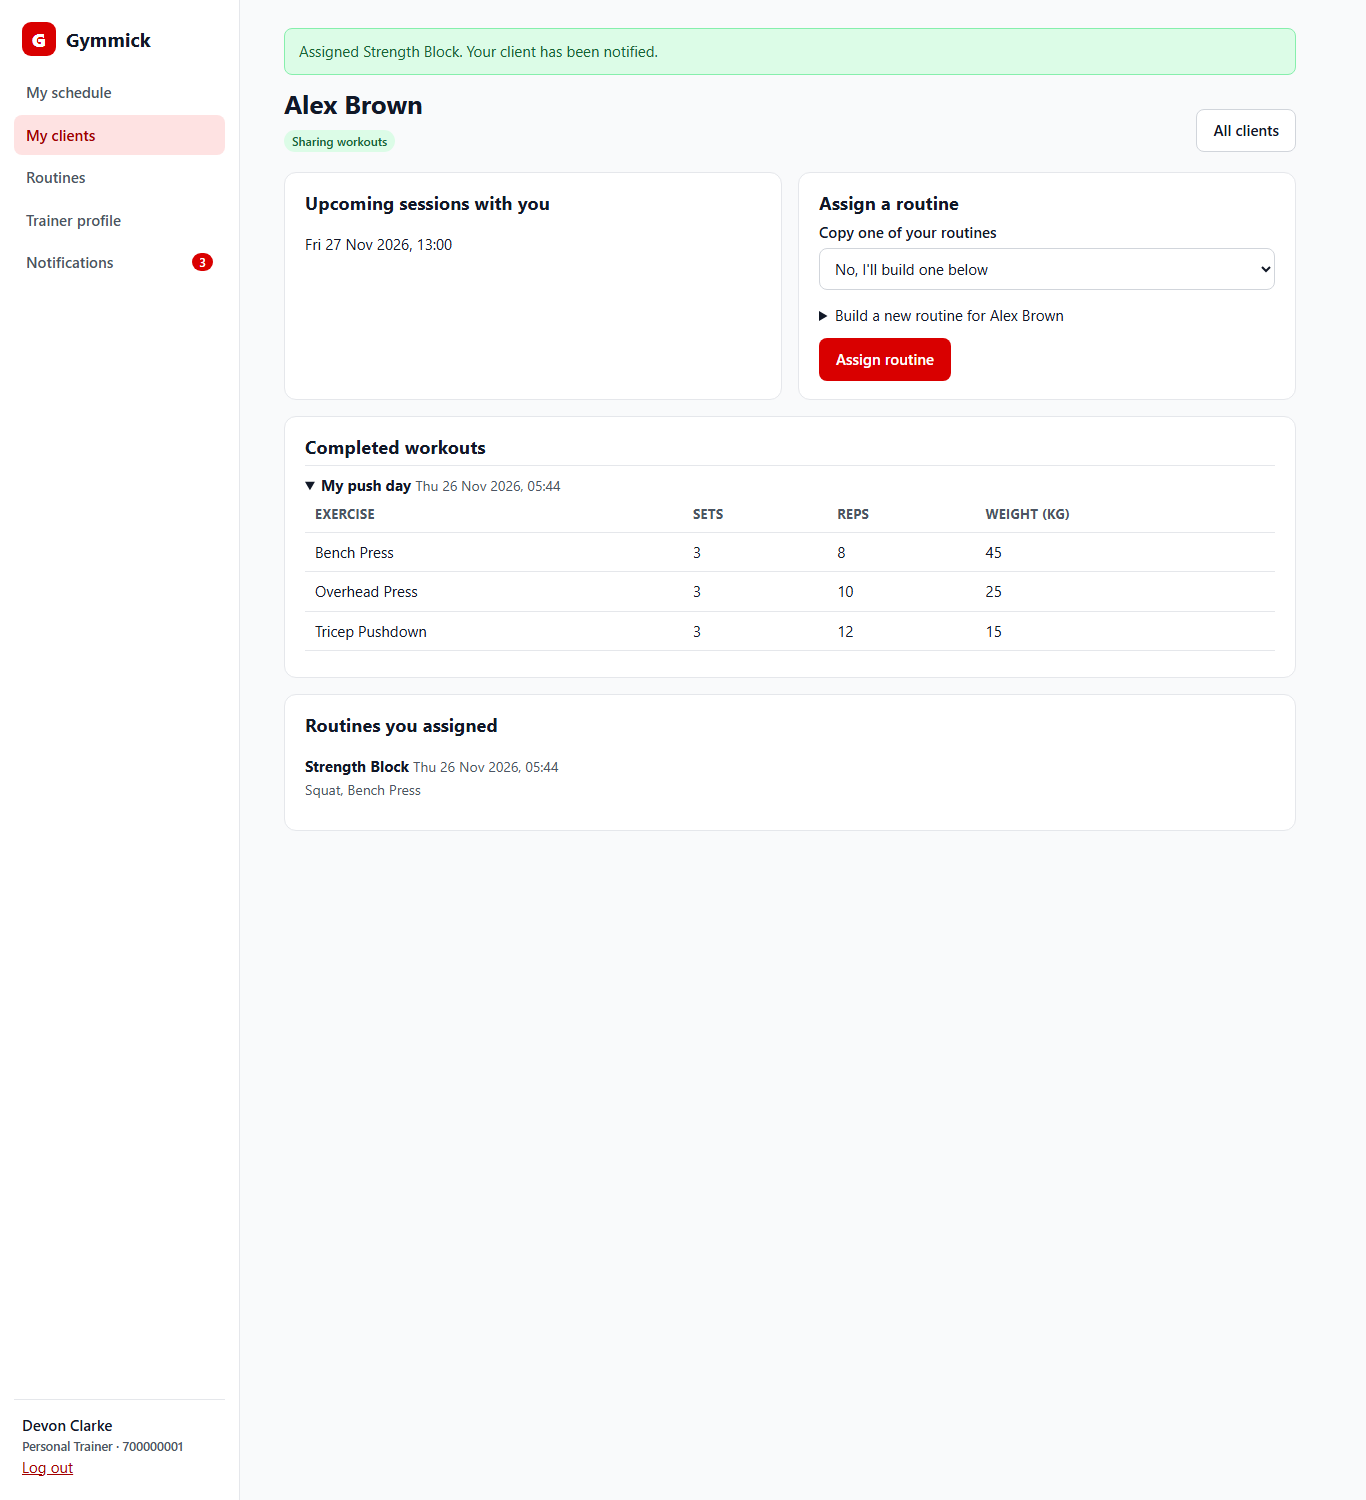 G Gymmick
My schedule
My clients
Routines
Trainer profile
Notifications 3
Assigned Strength Block. Your client has been notified.
Alex Brown
Sharing workouts
All clients
Upcoming sessions with you
Fri 27 Nov 2026, 13:00
Assign a routine
Copy one of your routines
No, I'll build one below
Build a new routine for Alex Brown
Assign routine
Completed workouts
My push day Thu 26 Nov 2026, 05:44
EXERCISE SETS REPS WEIGHT (KG)
Bench Press 3 8 45
Overhead Press 3 10 25
Tricep Pushdown 3 12 15
Routines you assigned
Strength Block Thu 26 Nov 2026, 05:44
Squat, Bench Press
Devon Clarke
Personal Trainer · 700000001
Log out